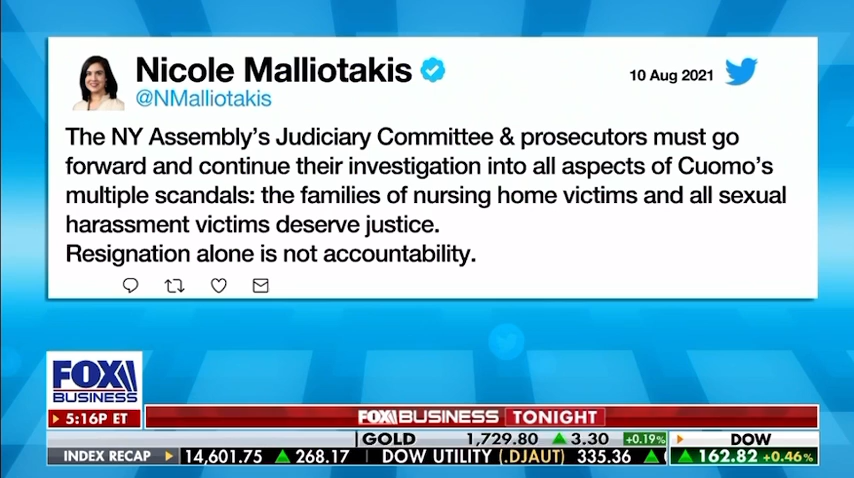 Nicole Malliotakis
10 Aug 2021
@NMalliotakis
The NY Assembly's Judiciary Committee & prosecutors must go
forward and continue their investigation into all aspects of Cuomo's
multiple scandals: the families of nursing home victims and all sexual
harassment victims deserve justice.
Resignation alone is not accountability.
FOX
BUSINESS
5:16P ET
FOX BUSINESS TONIGHT
GOLD 1,729.80 ▲ 3.30 +0.19% DOW
INDEX RECAP 14,601.75 ▲ 268.17 DOW UTILITY (.DJAUT) 335.36 ▲ ▲ 162.82 +0.46%